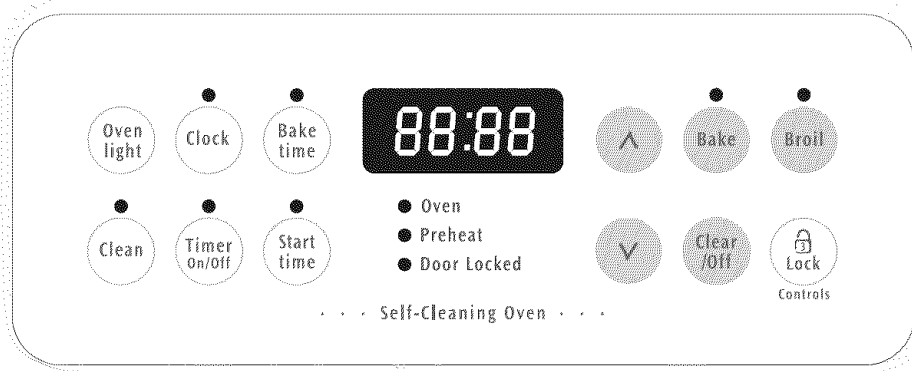 Oven
light
Clock
Bake
time
88:88
∧
Bake
Broil
Clean
Timer
On/Off
Start
time
Oven
Preheat
Door Locked
∨
Clear
/Off
3
Lock
Controls
· · · Self-Cleaning Oven · · ·